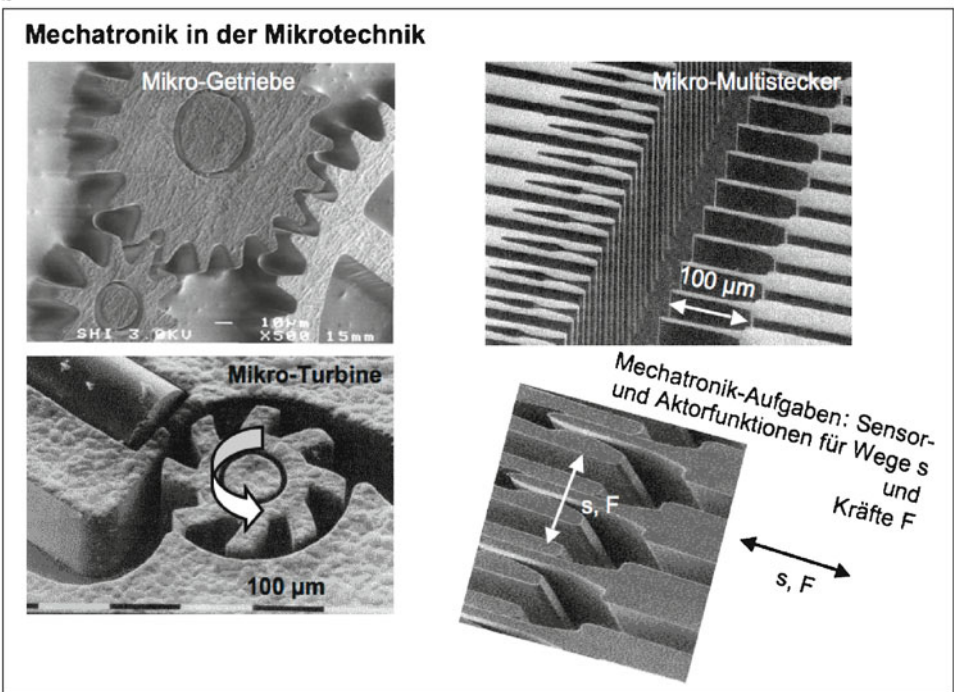 Mechatronik in der Mikrotechnik
Mikro-Getriebe
SHI 3.0KV 10µm
X500 15mm
Mikro-Multistecker
100 µm
Mikro-Turbine
100 µm
Mechatronik-Aufgaben: Sensor-
und Aktorfunktionen für Wege s
und
Kräfte F
s, F
s, F